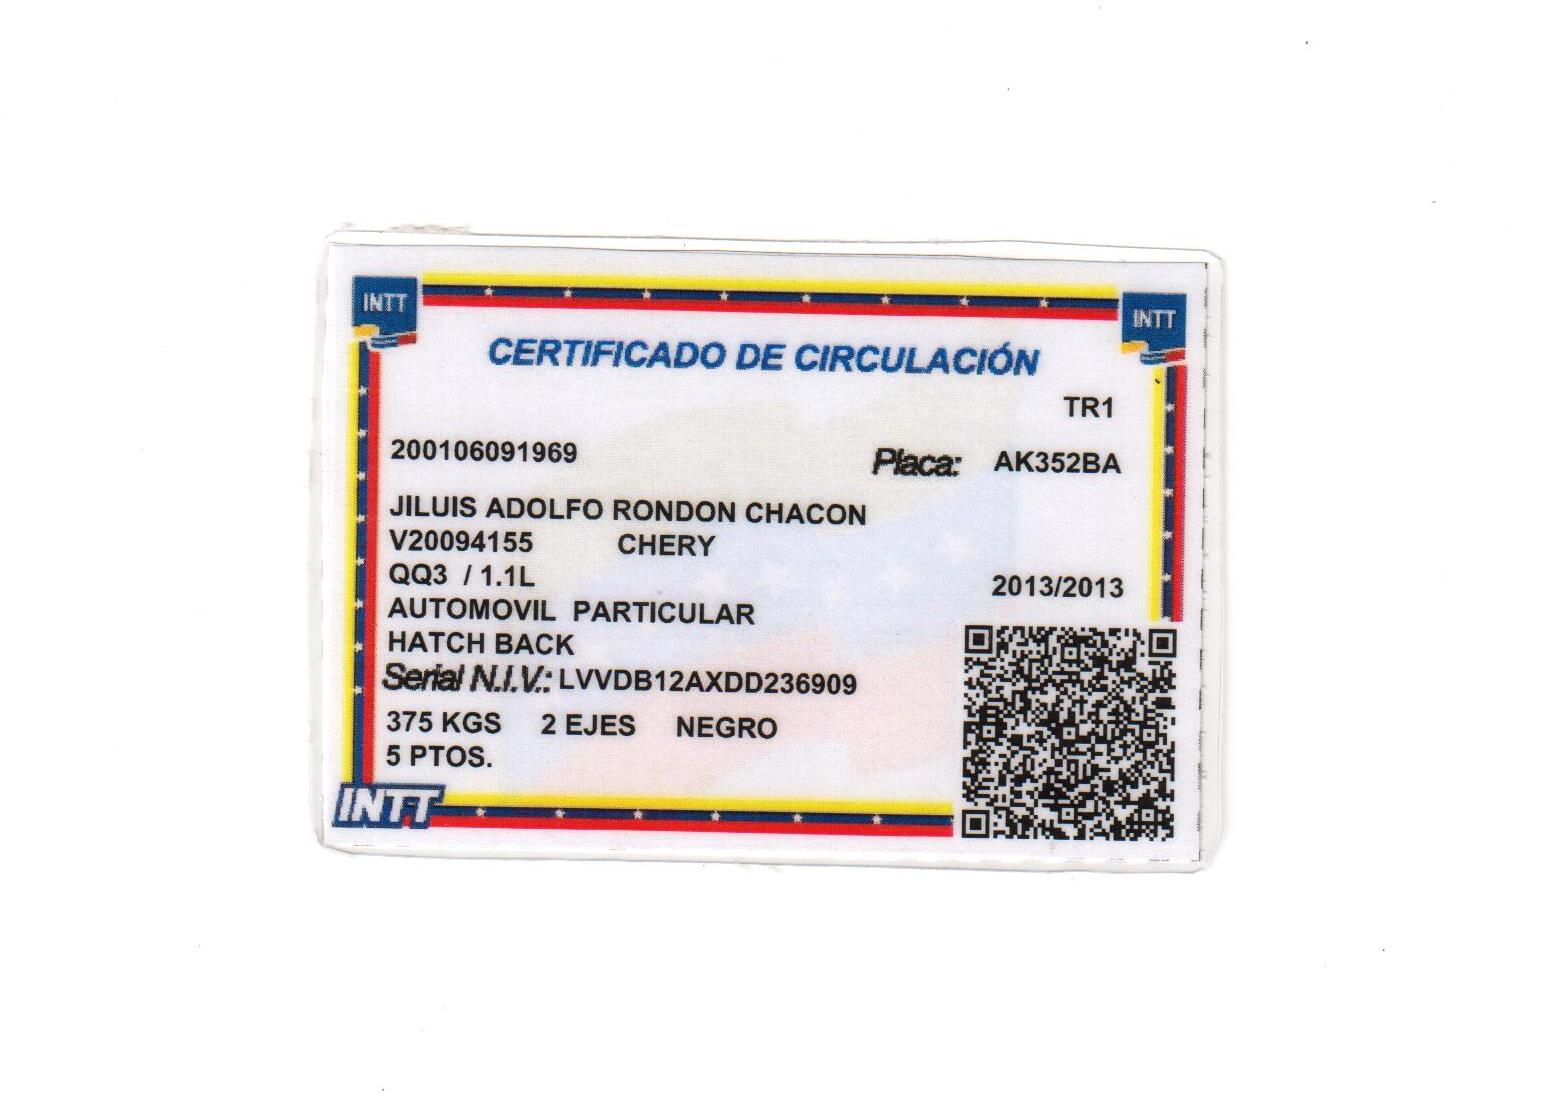 INTT
INTT
CERTIFICADO DE CIRCULACIÓN
TR1
200106091969 Placa: AK352BA
JILUIS ADOLFO RONDON CHACON
V20094155 CHERY
QQ3 / 1.1L 2013/2013
AUTOMOVIL PARTICULAR
HATCH BACK
Serial N.I.V.: LVVDB12AXDD236909
375 KGS 2 EJES NEGRO
5 PTOS.
INTT